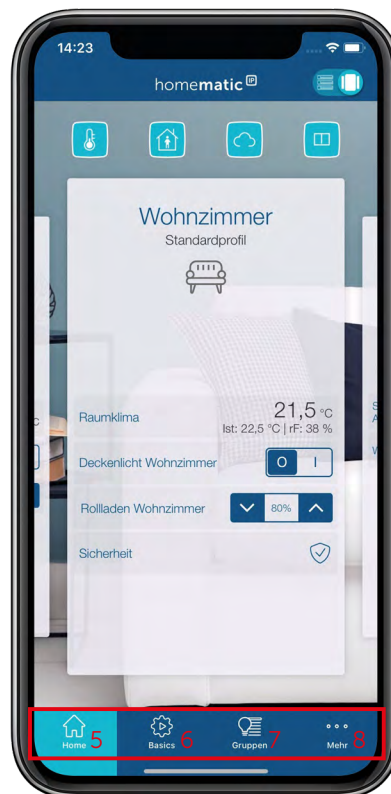 14:23
homematic IP
Wohnzimmer
Standardprofil
Raumklima 21,5 °C
Ist: 22,5 °C | rF: 38 %
Deckenlicht Wohnzimmer O I
Rollladen Wohnzimmer 80%
Sicherheit
Home 5 Basics 6 Gruppen 7 Mehr 8